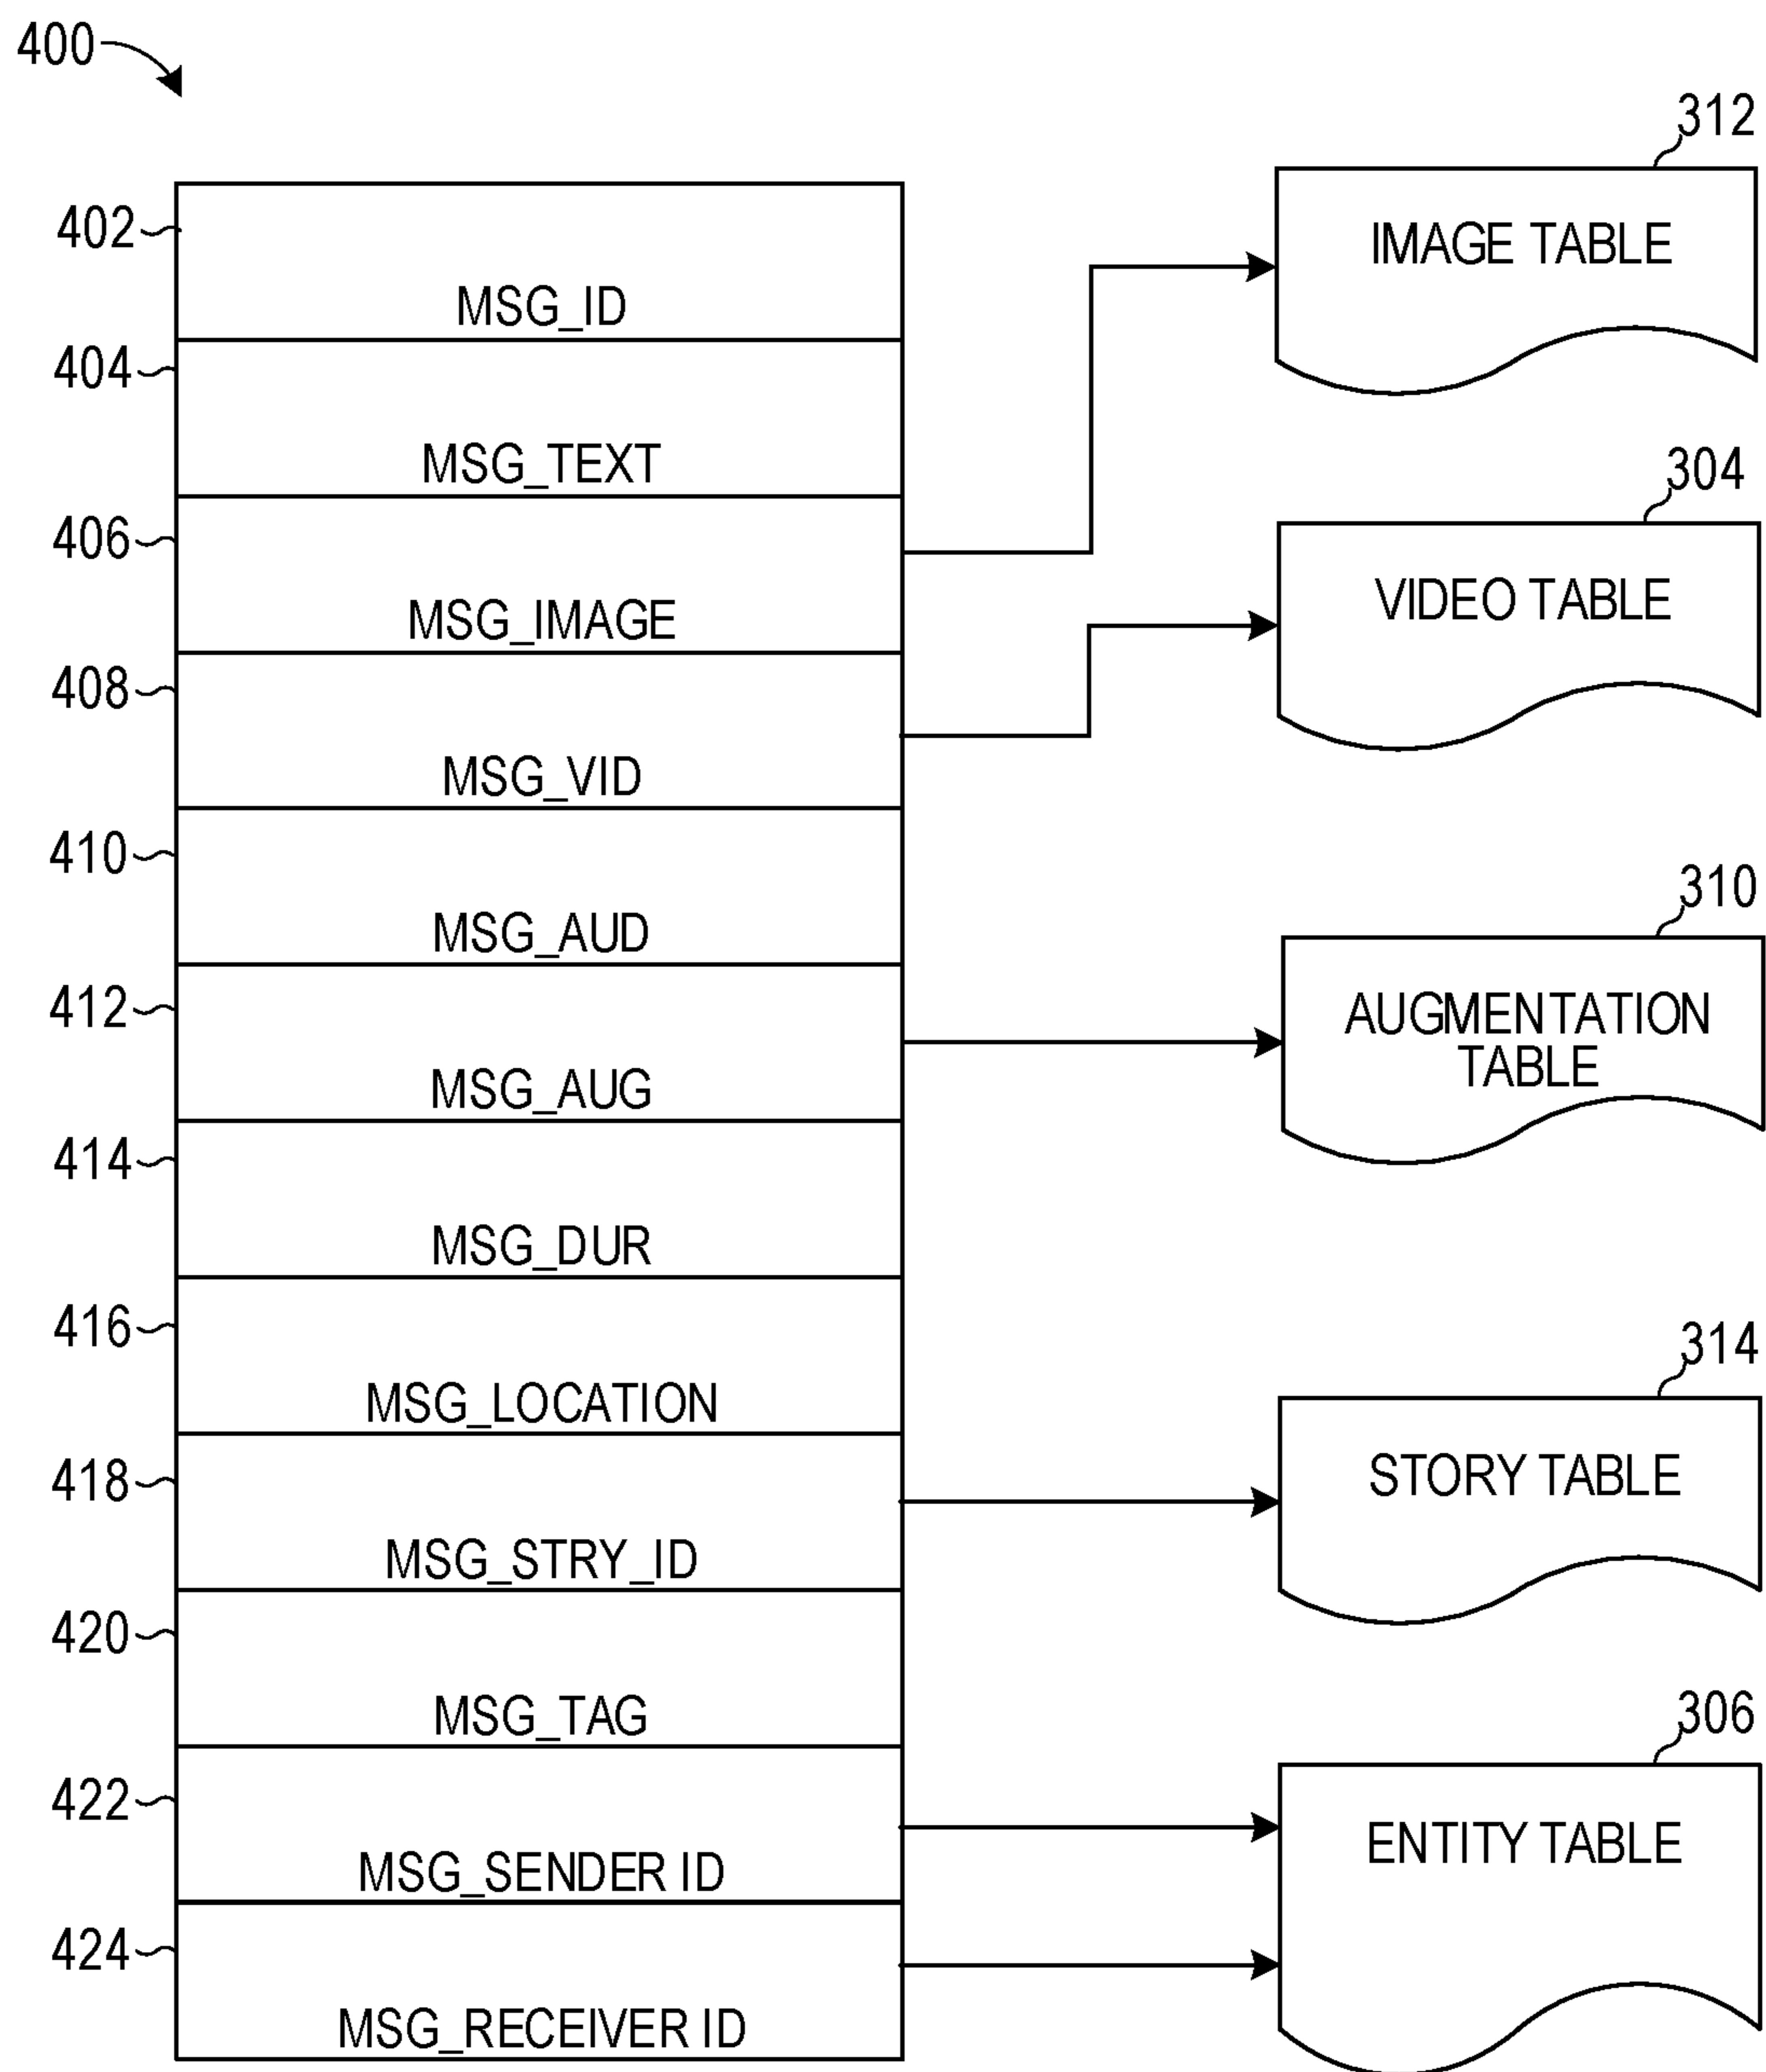 400
312
402
IMAGE TABLE
MSG_ID
404
MSG_TEXT
304
406
VIDEO TABLE
MSG_IMAGE
408
MSG_VID
410
310
MSG_AUD
412
AUGMENTATION
TABLE
MSG_AUG
414
MSG_DUR
416
314
MSG_LOCATION
418
STORY TABLE
MSG_STRY_ID
420
306
MSG_TAG
422
ENTITY TABLE
MSG_SENDER ID
424
MSG_RECEIVER ID